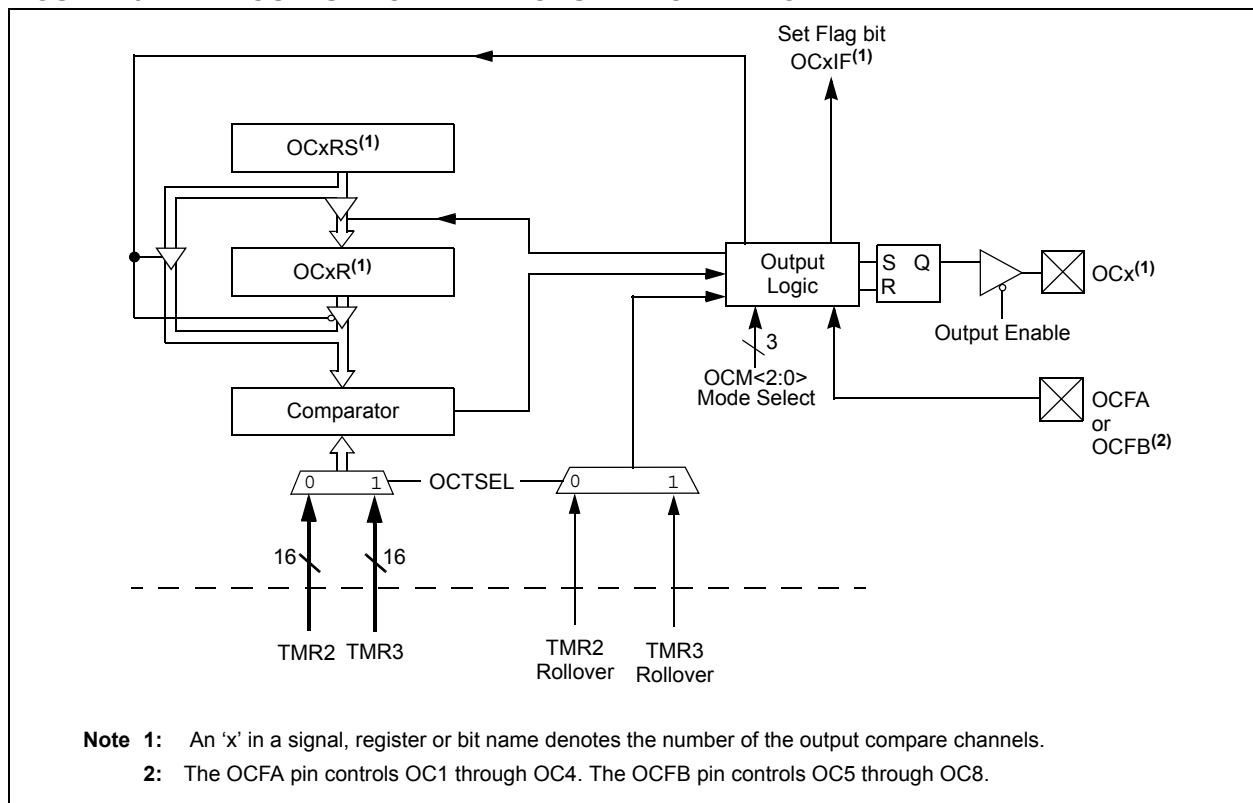 Set Flag bit
OCxIF(1)
OCxRS(1)
OCxR(1)
Output
Logic
S Q
R
OCx(1)
Output Enable
3
OCM<2:0>
Mode Select
OCFA
or
OCFB(2)
Comparator
0 1
OCTSEL
0 1
16 16
TMR2 TMR3
TMR2
Rollover
TMR3
Rollover
Note 1: An ‘x’ in a signal, register or bit name denotes the number of the output compare channels.
2: The OCFA pin controls OC1 through OC4. The OCFB pin controls OC5 through OC8.